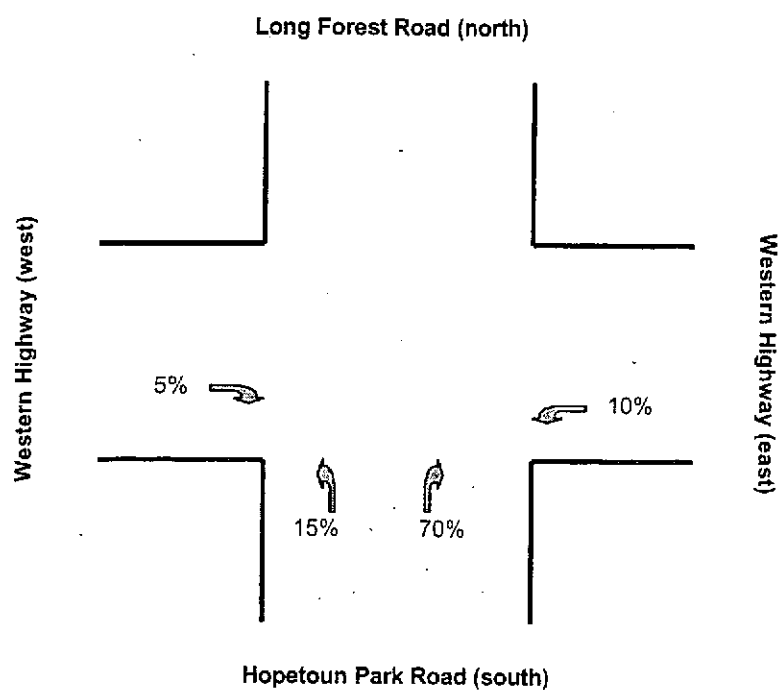 Long Forest Road (north)
Western Highway (west)
Western Highway (east)
5%
10%
15%
70%
Hopetoun Park Road (south)